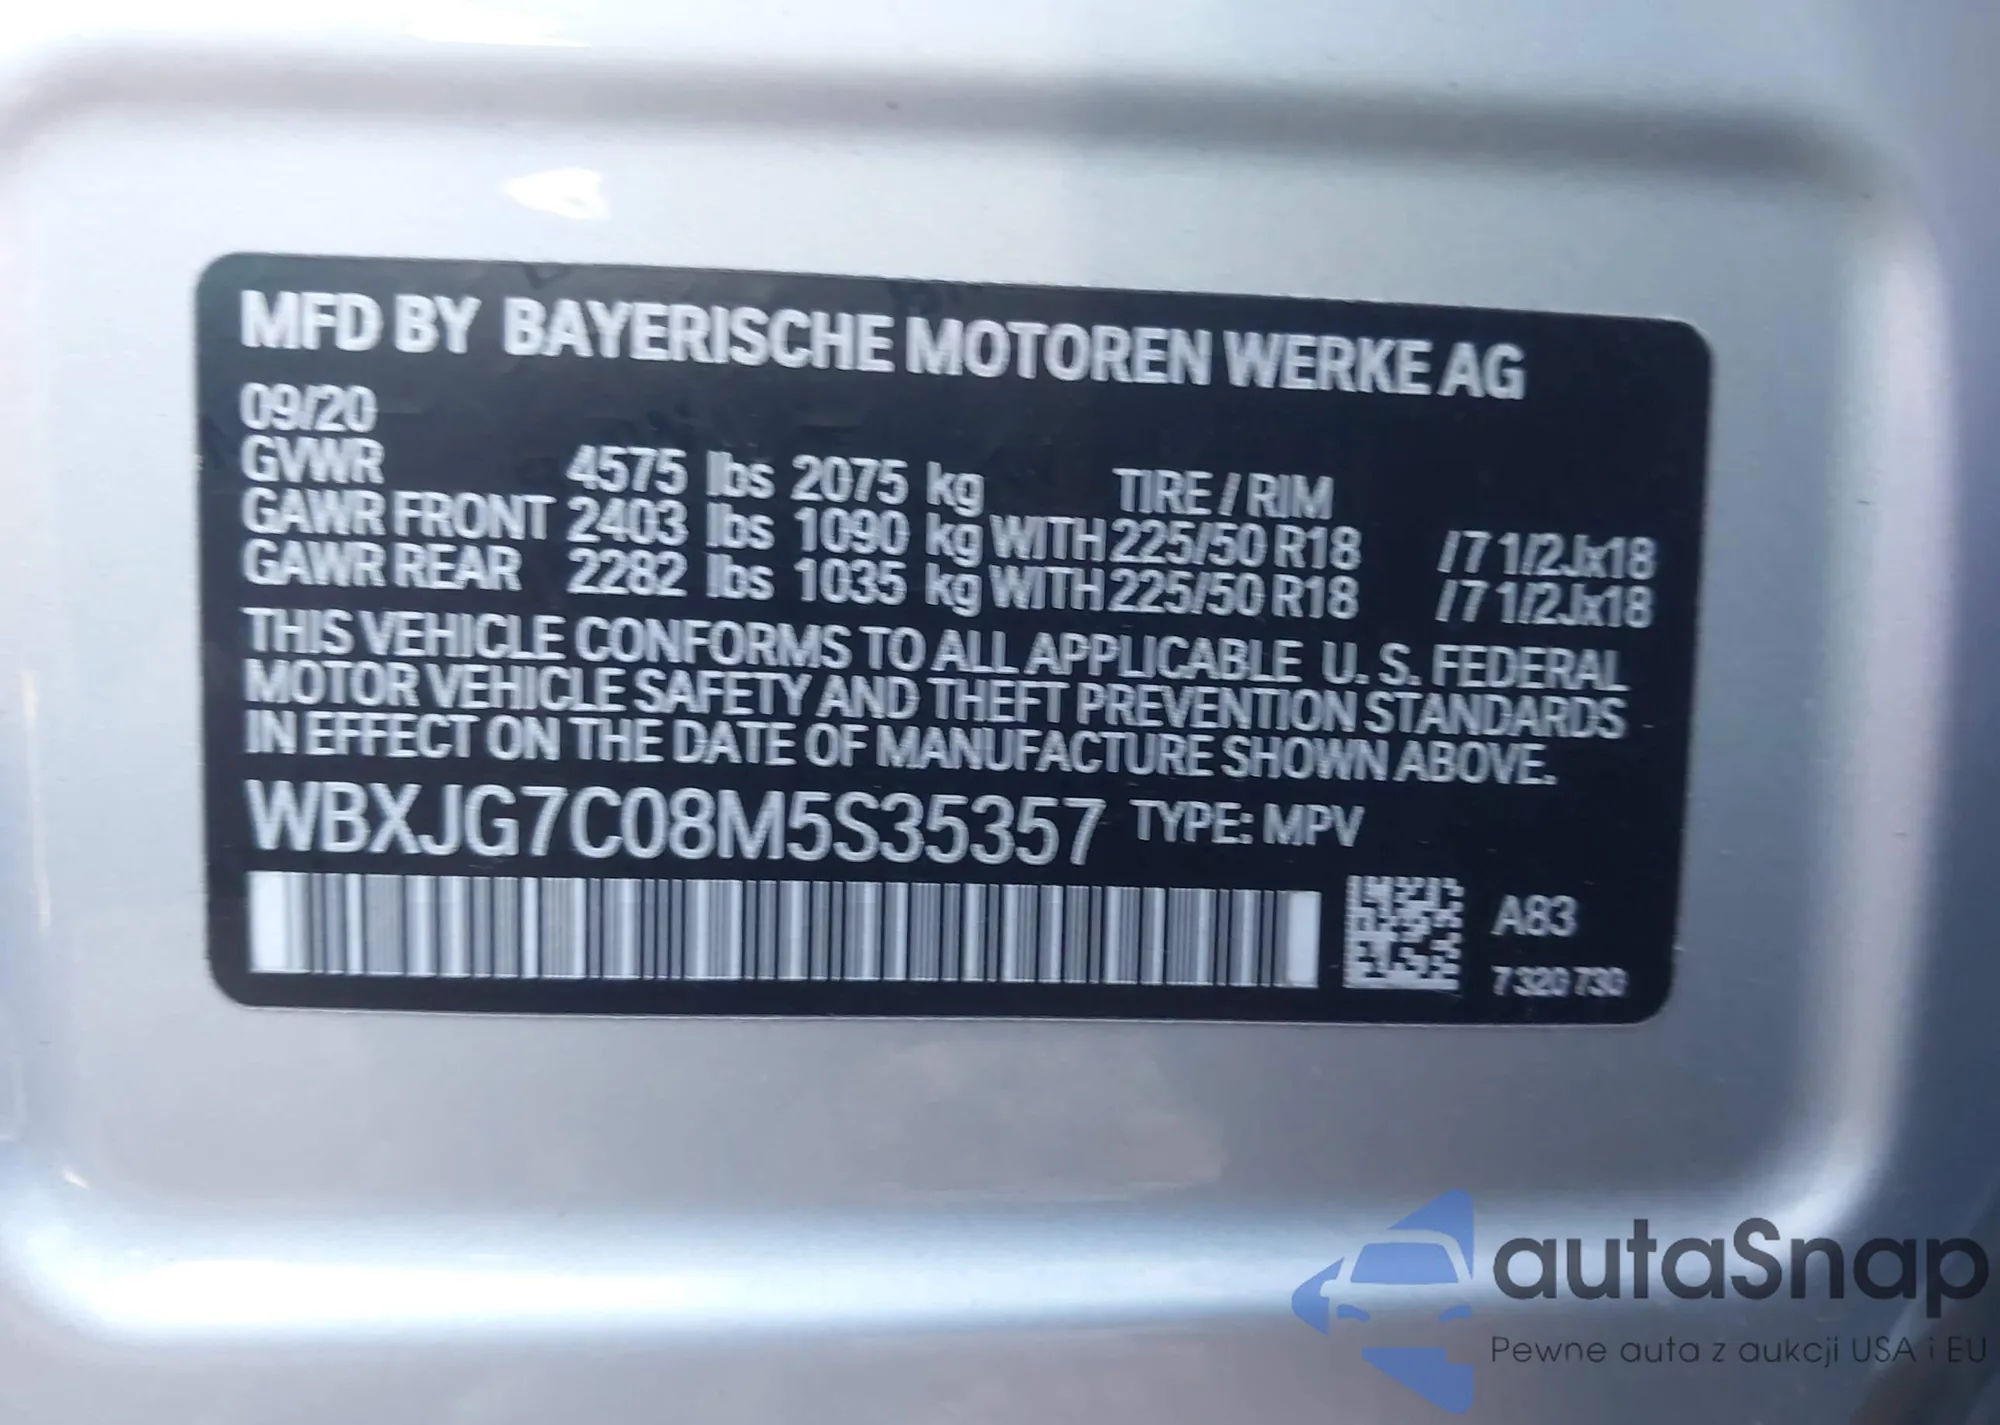 MFD BY BAYERISCHE MOTOREN WERKE AG
09/20
GVWR 4575 lbs 2075 kg TIRE / RIM
GAWR FRONT 2403 lbs 1090 kg WITH 225/50 R18 /7 1/2Jx18
GAWR REAR 2282 lbs 1035 kg WITH 225/50 R18 /7 1/2Jx18
THIS VEHICLE CONFORMS TO ALL APPLICABLE U. S. FEDERAL
MOTOR VEHICLE SAFETY AND THEFT PREVENTION STANDARDS
IN EFFECT ON THE DATE OF MANUFACTURE SHOWN ABOVE.
WBXJG7C08M5S35357 TYPE: MPV
A83
7 320 730
autaSnap
Pewne auta z aukcji USA i EU